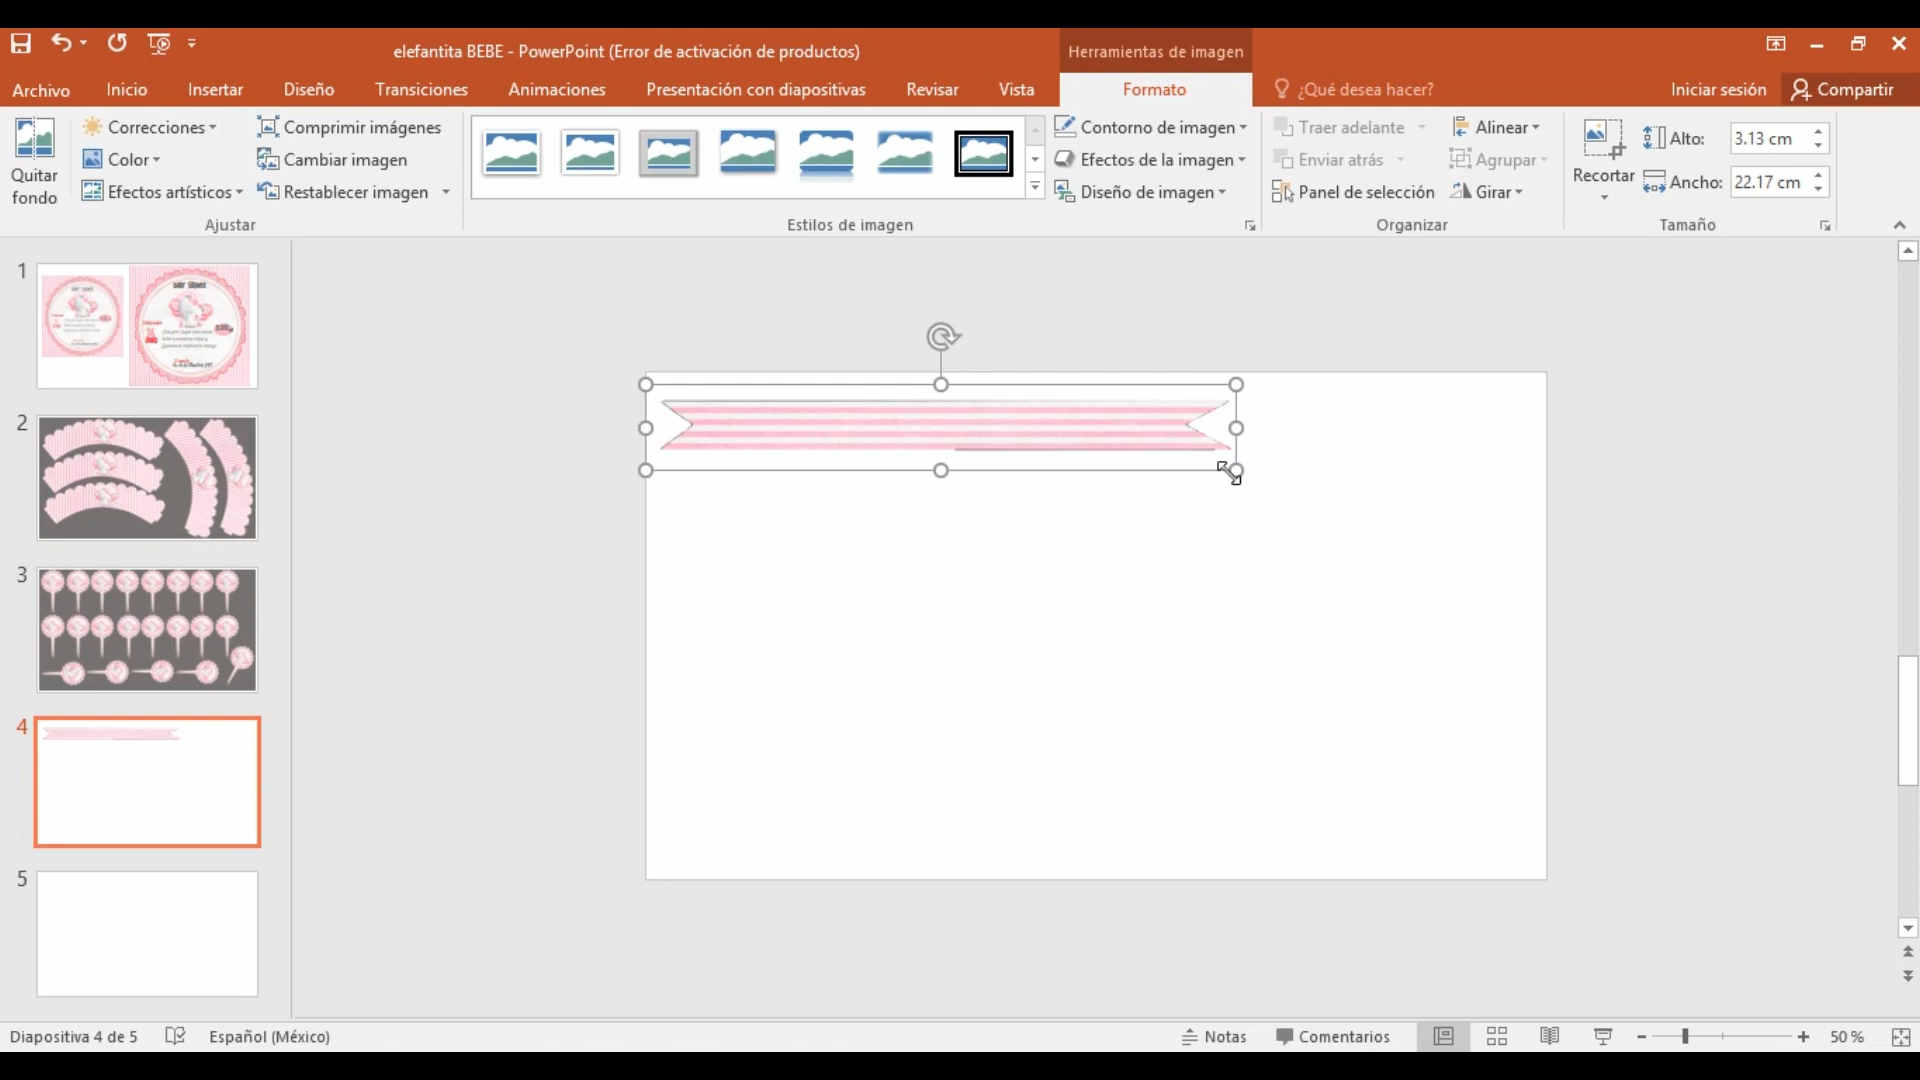 elefantita BEBE - PowerPoint (Error de activación de productos)
Herramientas de imagen
Archivo Inicio Insertar Diseño Transiciones Animaciones Presentación con diapositivas Revisar Vista Formato ¿Qué desea hacer? Iniciar sesión Compartir
Quitar fondo
Correcciones
Color
Efectos artísticos
Comprimir imágenes
Cambiar imagen
Restablecer imagen
Ajustar
Estilos de imagen
Contorno de imagen
Efectos de la imagen
Diseño de imagen
Traer adelante
Enviar atrás
Panel de selección
Alinear
Agrupar
Girar
Organizar
Recortar
Alto: 3.13 cm
Ancho: 22.17 cm
Tamaño
1
2
3
4
5
Diapositiva 4 de 5 Español (México) Notas Comentarios 50 %